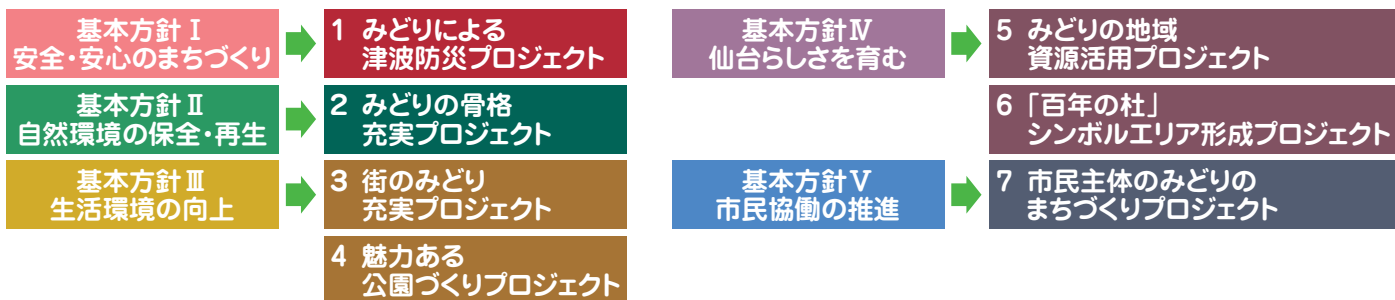 基本方針Ⅰ
安全・安心のまちづくり
1 みどりによる
津波防災プロジェクト
基本方針Ⅱ
自然環境の保全・再生
2 みどりの骨格
充実プロジェクト
基本方針Ⅲ
生活環境の向上
3 街のみどり
充実プロジェクト
4 魅力ある
公園づくりプロジェクト
基本方針Ⅳ
仙台らしさを育む
5 みどりの地域
資源活用プロジェクト
6 「百年の杜」
シンボルエリア形成プロジェクト
基本方針Ⅴ
市民協働の推進
7 市民主体のみどりの
まちづくりプロジェクト